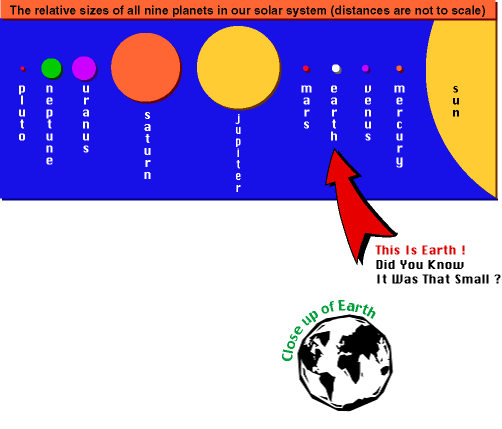 The relative sizes of all nine planets in our solar system (distances are not to scale)
pluto
neptune
uranus
saturn
jupiter
mars
earth
venus
mercury
sun
This Is Earth !
Did You Know
It Was That Small ?
Close up of Earth